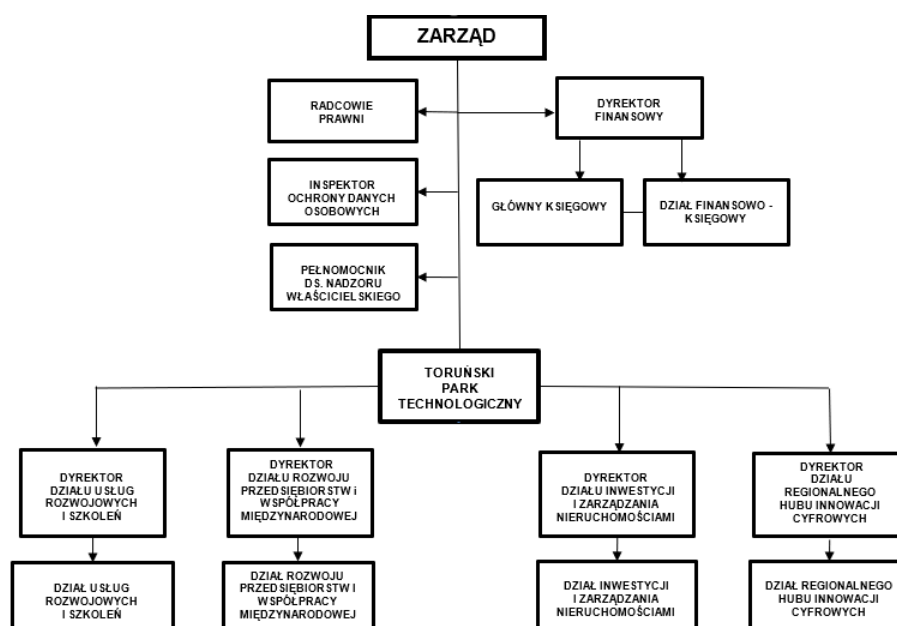 ZARZĄD
RADCOWIE
PRAWNI
DYREKTOR
FINANSOWY
INSPEKTOR
OCHRONY DANYCH
OSOBOWYCH
GŁÓWNY KSIĘGOWY
DZIAŁ FINANSOWO -
KSIĘGOWY
PEŁNOMOCNIK
DS. NADZORU
WŁAŚCICIELSKIEGO
TORUŃSKI
PARK
TECHNOLOGICZNY
DYREKTOR
DZIAŁU USŁUG
ROZWOJOWYCH
I SZKOLEŃ
DYREKTOR
DZIAŁU ROZWOJU
PRZEDSIĘBIORSTW i
WSPÓŁPRACY
MIĘDZYNARODOWEJ
DYREKTOR
DZIAŁU INWESTYCJI
I ZARZĄDZANIA
NIERUCHOMOŚCIAMI
DYREKTOR
DZIAŁU
REGIONALNEGO
HUBU INNOWACJI
CYFROWYCH
DZIAŁ USŁUG
ROZWOJOWYCH
I SZKOLEŃ
DZIAŁ ROZWOJU
PRZEDSIĘBIORSTW I
WSPÓŁPRACY
MIĘDZYNARODOWEJ
DZIAŁ INWESTYCJI
I ZARZĄDZANIA
NIERUCHOMOŚCIAMI
DZIAŁ REGIONALNEGO
HUBU INNOWACJI
CYFROWYCH